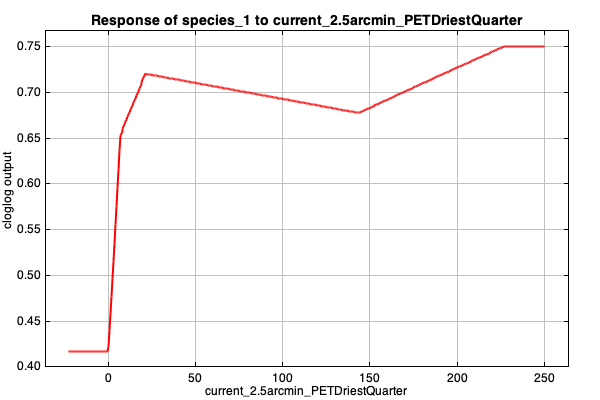 Response of species_1 to current_2.5arcmin_PETDriestQuarter
cloglog output
0.75
0.70
0.65
0.60
0.55
0.50
0.45
0.40
0 50 100 150 200 250
current_2.5arcmin_PETDriestQuarter